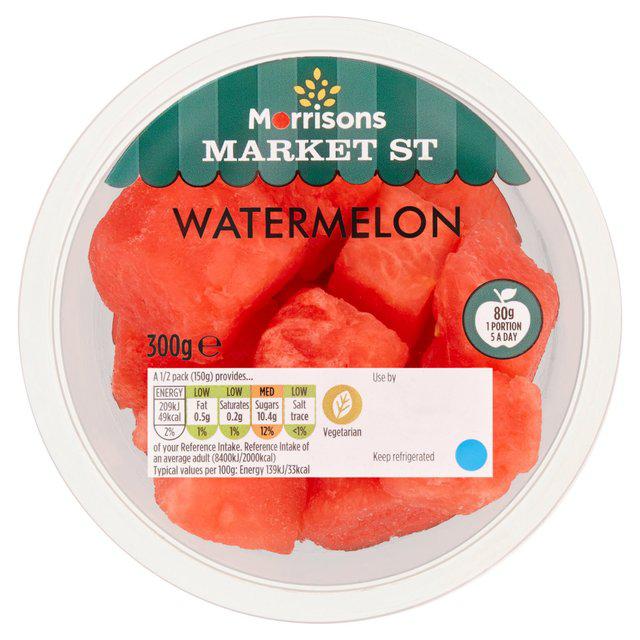 Morrisons
MARKET ST
WATERMELON
80g
1 PORTION
5 A DAY
300g ℮
A 1/2 pack (150g) provides...
ENERGY
209kJ
49kcal
2%
LOW
Fat
0.5g
1%
LOW
Saturates
0.2g
1%
MED
Sugars
10.4g
12%
LOW
Salt
trace
<1%
of your Reference Intake. Reference Intake of
an average adult (8400kJ/2000kcal)
Typical values per 100g: Energy 139kJ/33kcal
Vegetarian
Use by
Keep refrigerated